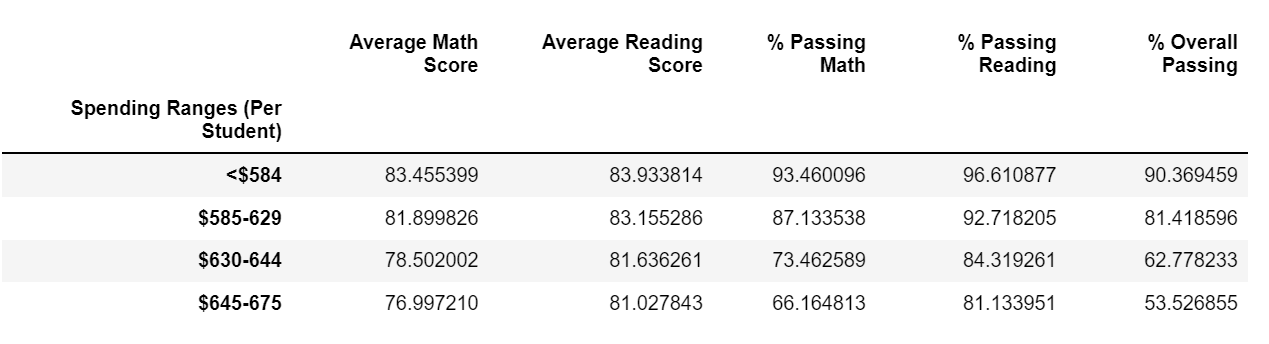 Average Math Score Average Reading Score % Passing Math % Passing Reading % Overall Passing
Spending Ranges (Per Student)
<$584 83.455399 83.933814 93.460096 96.610877 90.369459
$585-629 81.899826 83.155286 87.133538 92.718205 81.418596
$630-644 78.502002 81.636261 73.462589 84.319261 62.778233
$645-675 76.997210 81.027843 66.164813 81.133951 53.526855